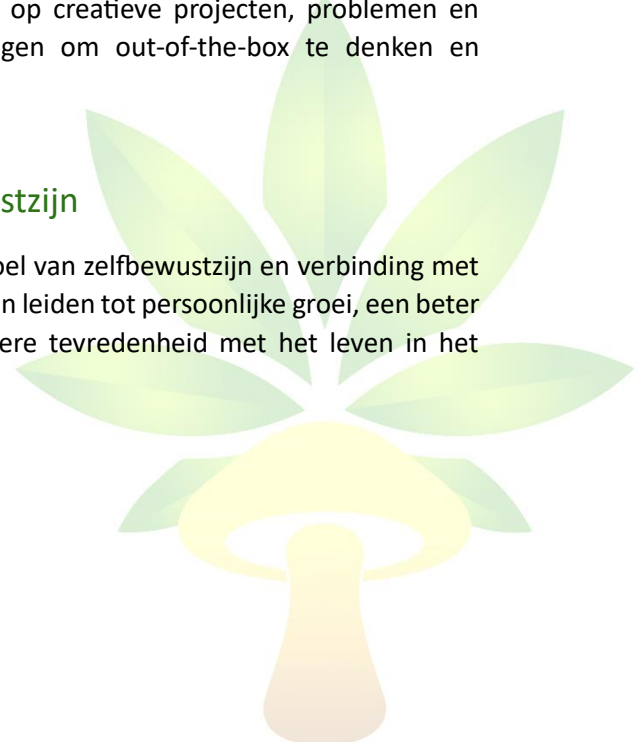 op creatieve projecten, problemen en
gen om out-of-the-box te denken en
stzijn
oel van zelfbewustzijn en verbinding met
n leiden tot persoonlijke groei, een beter
ere tevredenheid met het leven in het